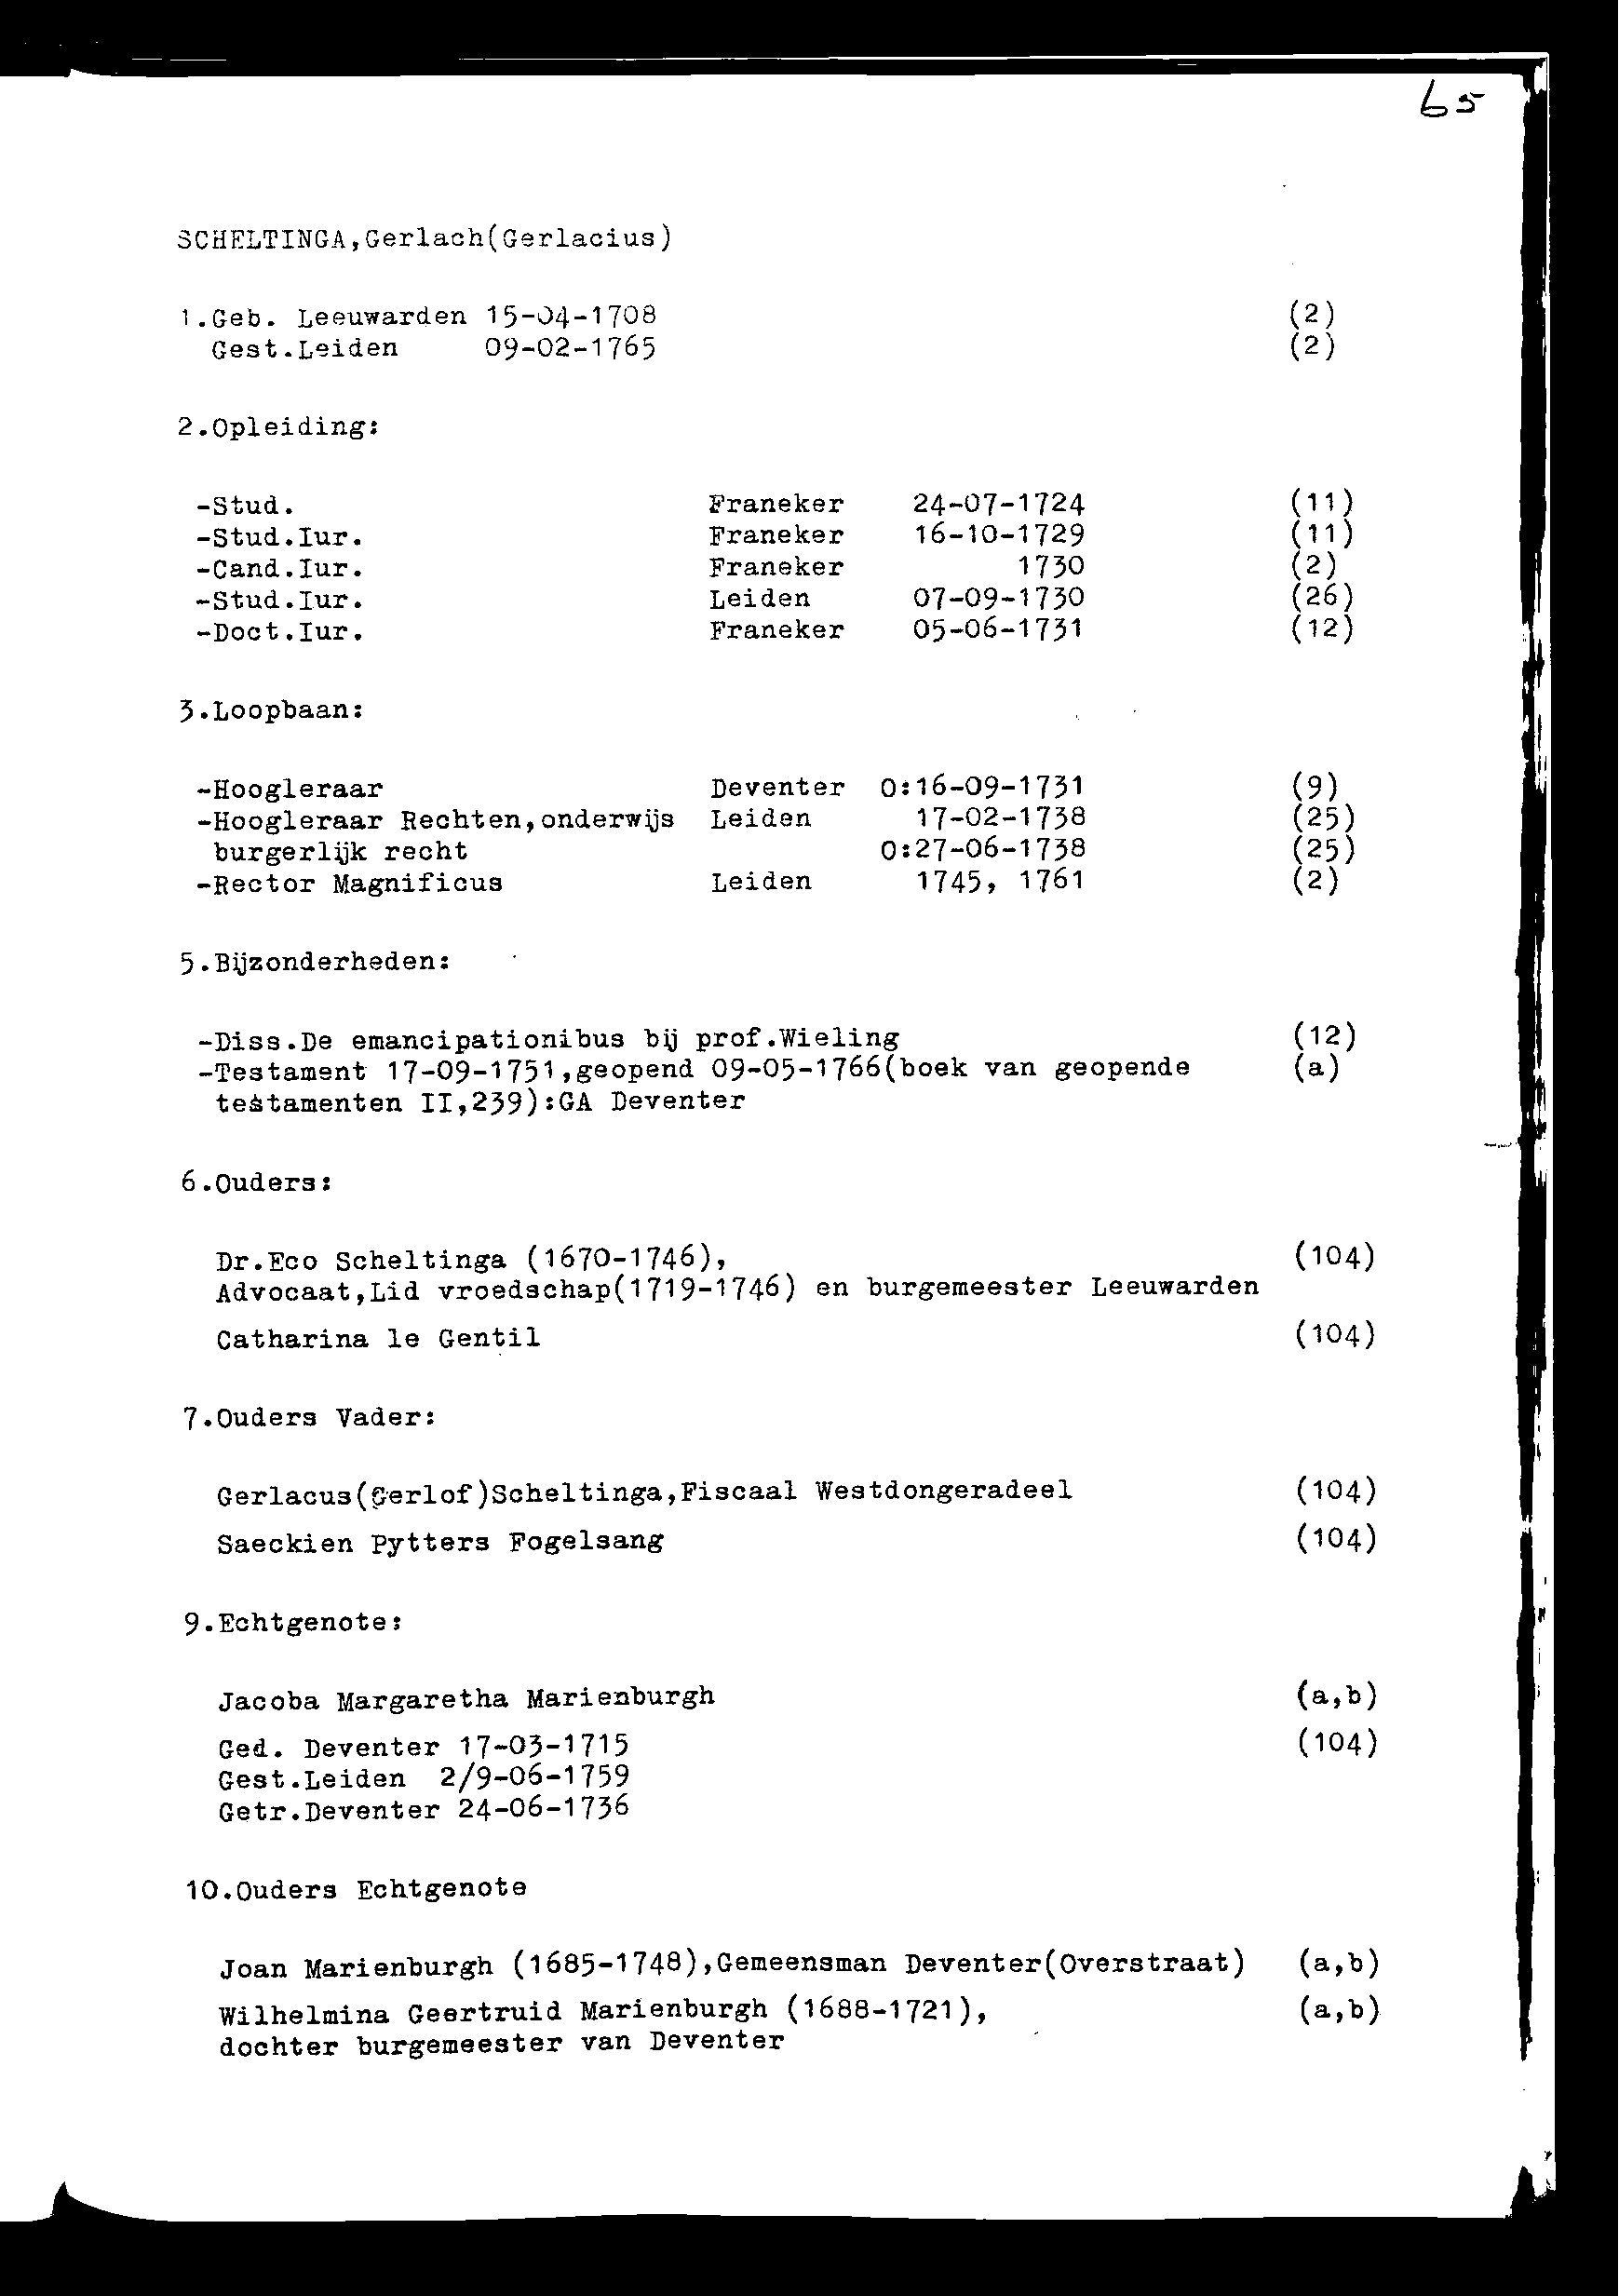 65
SCHELTINGA,Gerlach(Gerlacius)
1.Geb. Leeuwarden 15-04-1708 (2)
Gest.Leiden 09-02-1765 (2)
2.Opleiding:
-Stud. Franeker 24-07-1724 (11)
-Stud.Iur. Franeker 16-10-1729 (11)
-Cand.Iur. Franeker 1730 (2)
-Stud.Iur. Leiden 07-09-1730 (26)
-Doct.Iur. Franeker 05-06-1731 (12)
3.Loopbaan:
-Hoogleraar Deventer O:16-09-1731 (9)
-Hoogleraar Rechten,onderwijs Leiden 17-02-1738 (25)
burgerlijk recht O:27-06-1738 (25)
-Rector Magnificus Leiden 1745, 1761 (2)
5.Bijzonderheden:
-Diss.De emancipationibus bij prof.Wieling (12)
-Testament 17-09-1751,geopend 09-05-1766(boek van geopende (a)
testamenten II,239):GA Deventer
6.Ouders:
Dr.Eco Scheltinga (1670-1746), (104)
Advocaat,Lid vroedschap(1719-1746) en burgemeester Leeuwarden
Catharina le Gentil (104)
7.Ouders Vader:
Gerlacus(Gerlof)Scheltinga,Fiscaal Westdongeradeel (104)
Saeckien Pytters Fogelsang (104)
9.Echtgenote:
Jacoba Margaretha Marienburgh (a,b)
Ged. Deventer 17-03-1715 (104)
Gest.Leiden 2/9-06-1759
Getr.Deventer 24-06-1736
10.Ouders Echtgenote
Joan Marienburgh (1685-1748),Gemeensman Deventer(Overstraat) (a,b)
Wilhelmina Geertruid Marienburgh (1688-1721), (a,b)
dochter burgemeester van Deventer